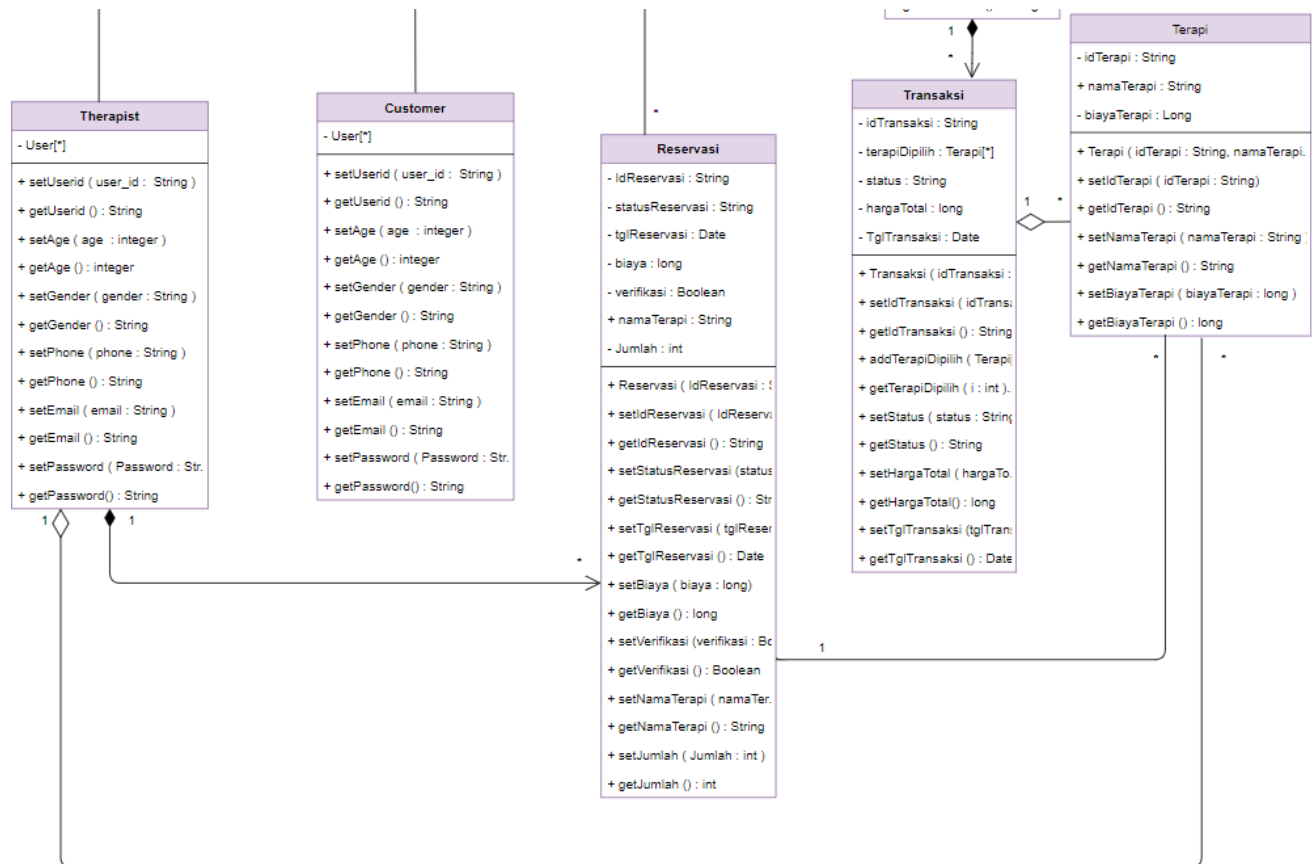 1
*
Therapist
- User[*]
+ setUserid ( user_id : String )
+ getUserid () : String
+ setAge ( age : integer )
+ getAge () : integer
+ setGender ( gender : String )
+ getGender () : String
+ setPhone ( phone : String )
+ getPhone () : String
+ setEmail ( email : String )
+ getEmail () : String
+ setPassword ( Password : Str.
+ getPassword() : String
1
1
*
Customer
- User[*]
+ setUserid ( user_id : String )
+ getUserid () : String
+ setAge ( age : integer )
+ getAge () : integer
+ setGender ( gender : String )
+ getGender () : String
+ setPhone ( phone : String )
+ getPhone () : String
+ setEmail ( email : String )
+ getEmail () : String
+ setPassword ( Password : Str.
+ getPassword() : String
*
Reservasi
- IdReservasi : String
- statusReservasi : String
- tglReservasi : Date
- biaya : long
- verifikasi : Boolean
+ namaTerapi : String
- Jumlah : int
+ Reservasi ( IdReservasi : S
+ setIdReservasi ( IdReserva
+ getIdReservasi () : String
+ setStatusReservasi (status
+ getStatusReservasi () : Str
+ setTglReservasi ( tglReser
+ getTglReservasi () : Date
+ setBiaya ( biaya : long)
+ getBiaya () : long
+ setVerifikasi (verifikasi : Bo
+ getVerifikasi () : Boolean
+ setNamaTerapi ( namaTer.
+ getNamaTerapi () : String
+ setJumlah ( Jumlah : int )
+ getJumlah () : int
1
Transaksi
- idTransaksi : String
- terapiDipilih : Terapi[*]
- status : String
- hargaTotal : long
- TglTransaksi : Date
+ Transaksi ( idTransaksi :
+ setIdTransaksi ( idTransa
+ getIdTransaksi () : String
+ addTerapiDipilih ( Terapi
+ getTerapiDipilih ( i : int )..
+ setStatus ( status : String
+ getStatus () : String
+ setHargaTotal ( hargaTo.
+ getHargaTotal() : long
+ setTglTransaksi (tglTran
+ getTglTransaksi () : Date
1
*
Terapi
- idTerapi : String
+ namaTerapi : String
- biayaTerapi : Long
+ Terapi ( idTerapi : String, namaTerapi.
+ setIdTerapi ( idTerapi : String)
+ getIdTerapi () : String
+ setNamaTerapi ( namaTerapi : String
+ getNamaTerapi () : String
+ setBiayaTerapi ( biayaTerapi : long )
+ getBiayaTerapi () : long
*
*